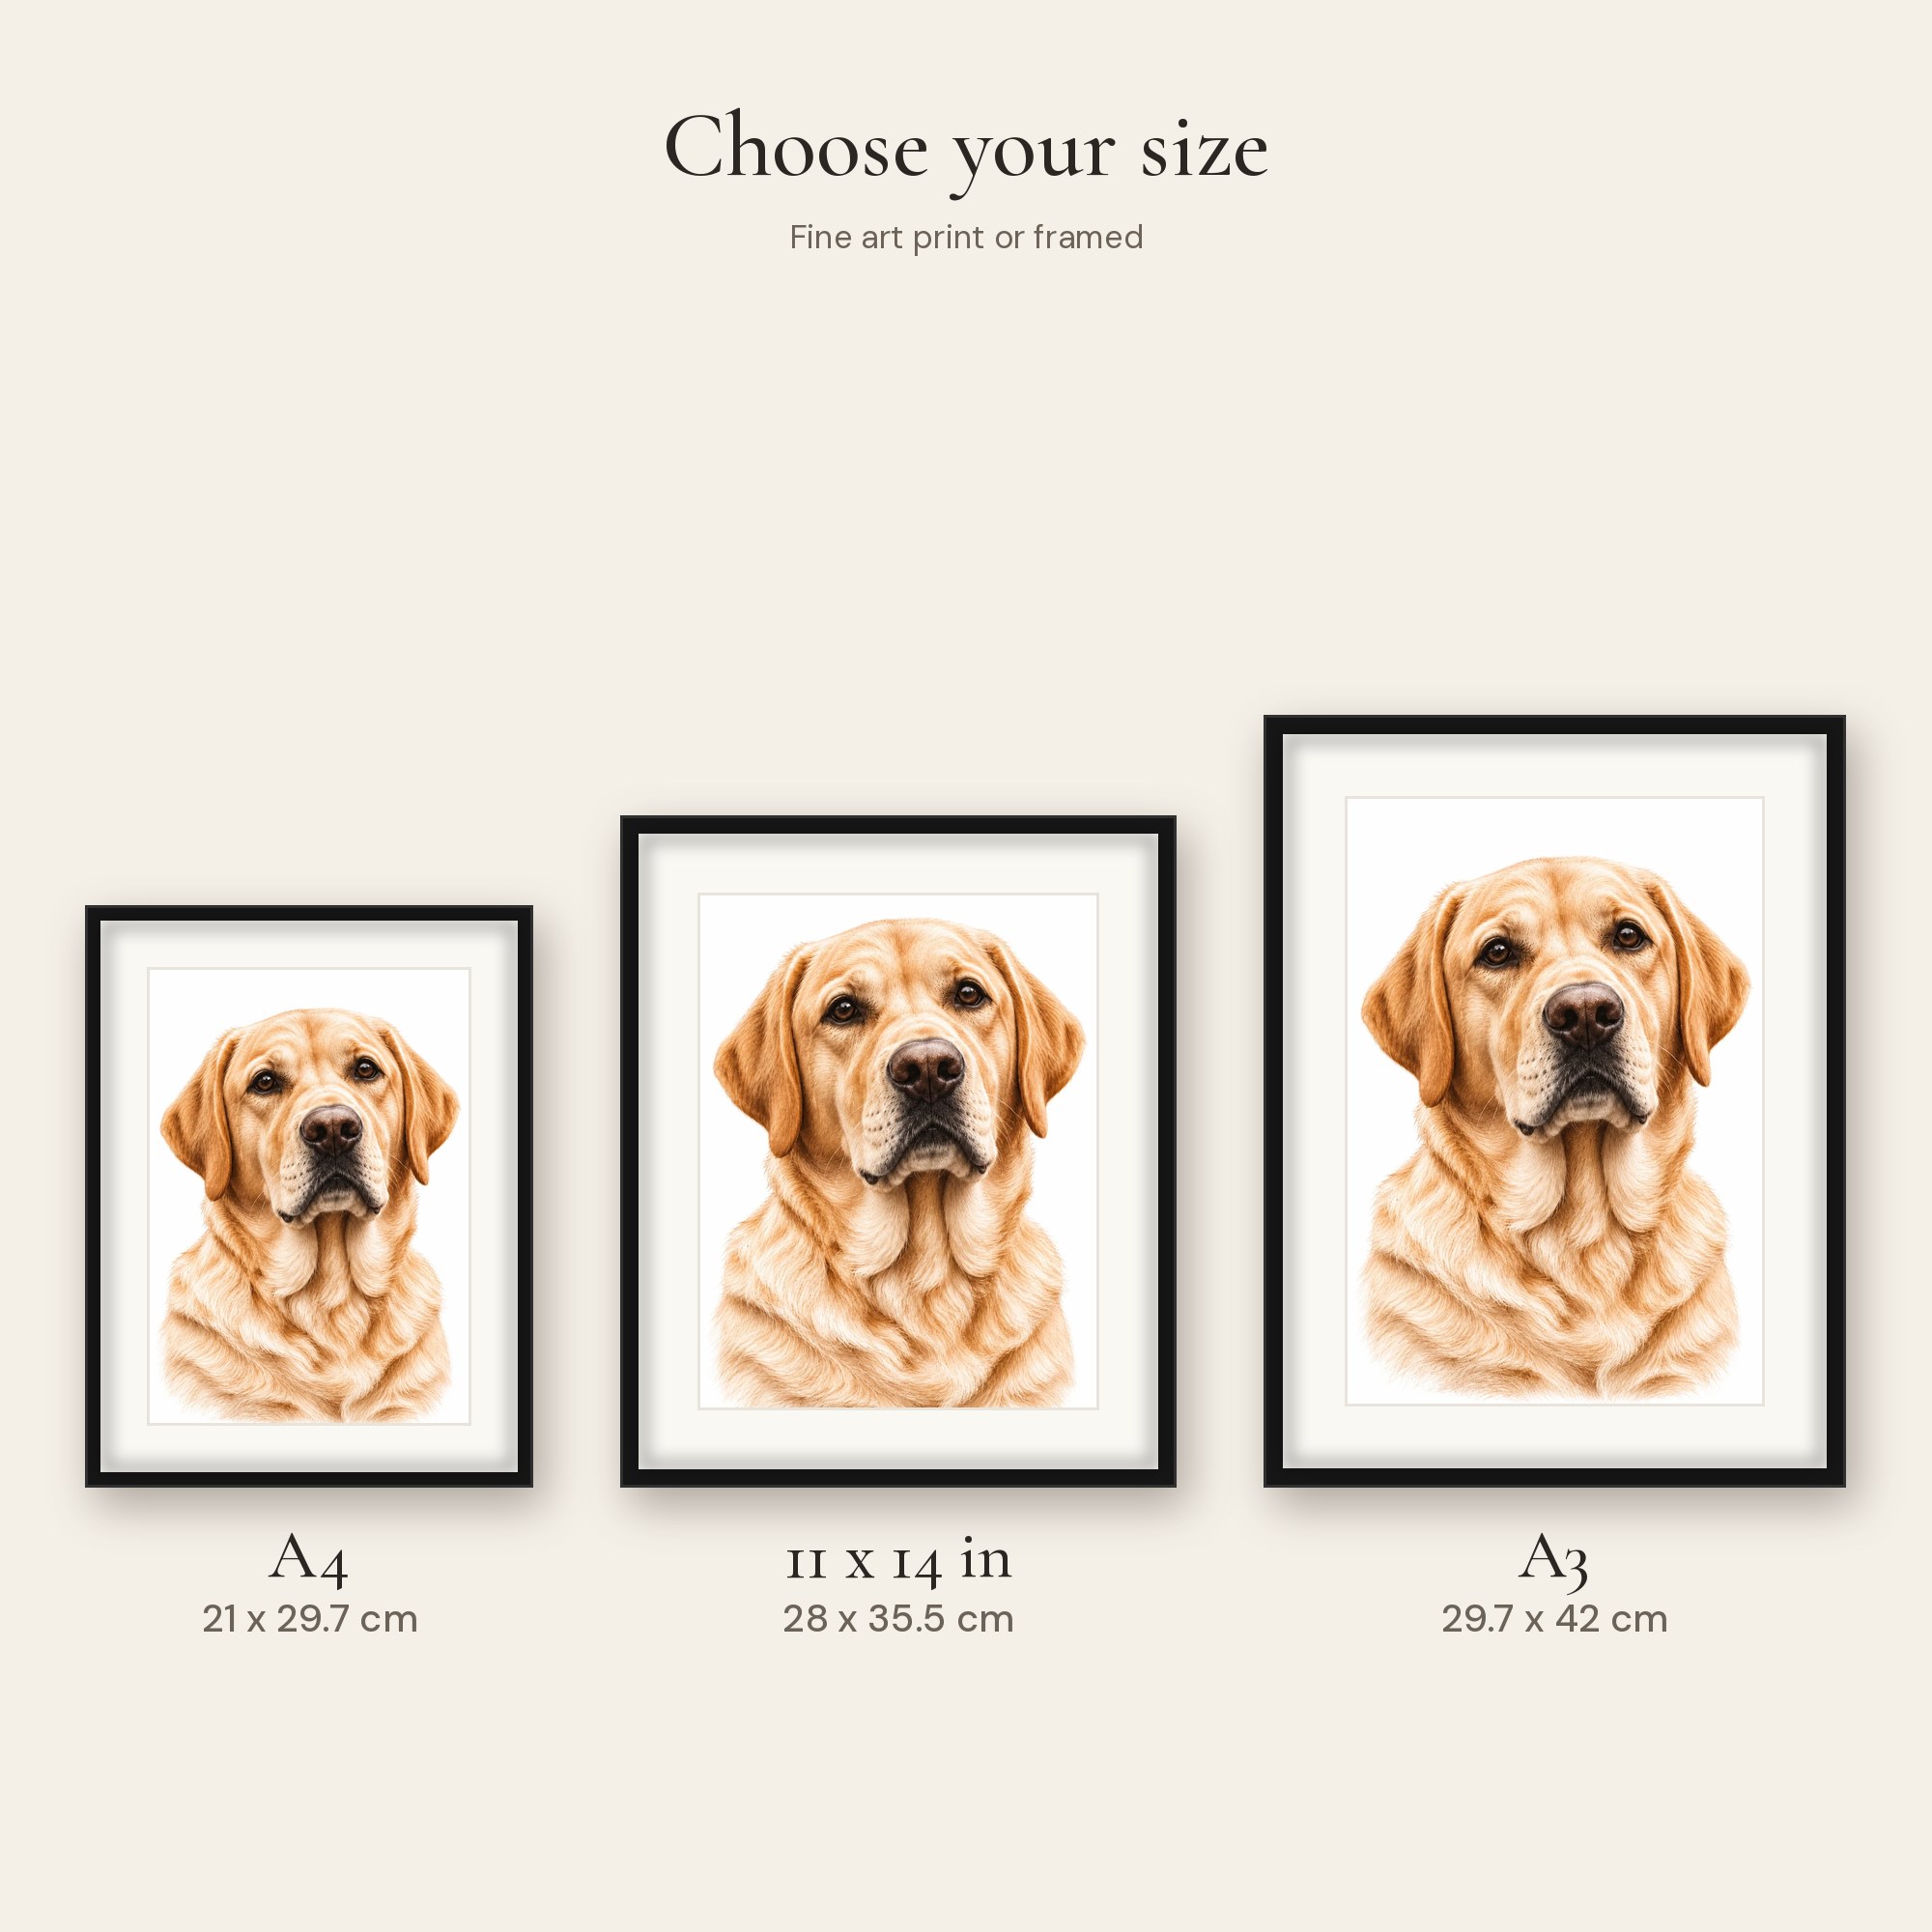 Choose your size
Fine art print or framed
A4
11 x 14 in
A3
21 x 29.7 cm
28 x 35.5 cm
29.7 x 42 cm